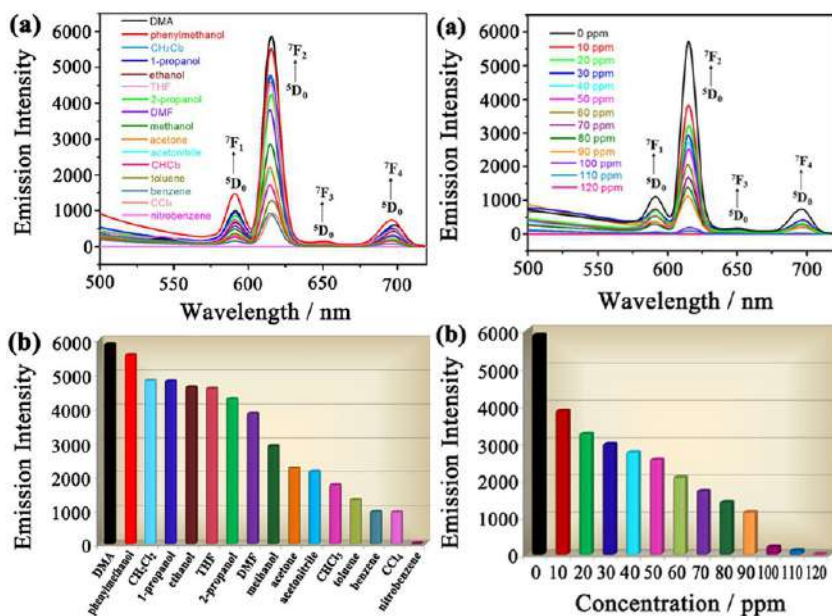 (a)
6000
5000
4000
3000
2000
1000
0
Emission Intensity
DMA
phenylmethanol
CH₂Cl₂
1-propanol
ethanol
THF
2-propanol
DMF
methanol
acetone
acetonitrile
CHCl₃
toluene
benzene
CCl₄
nitrobenzene
⁷F₁
⁵D₀
⁷F₂
⁵D₀
⁷F₃
⁵D₀
⁷F₄
⁵D₀
500 550 600 650 700
Wavelength / nm
(a)
6000
5000
4000
3000
2000
1000
0
Emission Intensity
0 ppm
10 ppm
20 ppm
30 ppm
40 ppm
50 ppm
60 ppm
70 ppm
80 ppm
90 ppm
100 ppm
110 ppm
120 ppm
⁷F₁
⁵D₀
⁷F₂
⁵D₀
⁷F₃
⁵D₀
⁷F₄
⁵D₀
500 550 600 650 700
Wavelength / nm
(b)
6000
5000
4000
3000
2000
1000
0
Emission Intensity
DMA
phenylmethanol
CH₂Cl₂
1-propanol
ethanol
THF
2-propanol
DMF
methanol
acetone
acetonitrile
CHCl₃
toluene
benzene
CCl₄
nitrobenzene
(b)
6000
5000
4000
3000
2000
1000
0
Emission Intensity
0 10 20 30 40 50 60 70 80 90 100 110 120
Concentration / ppm